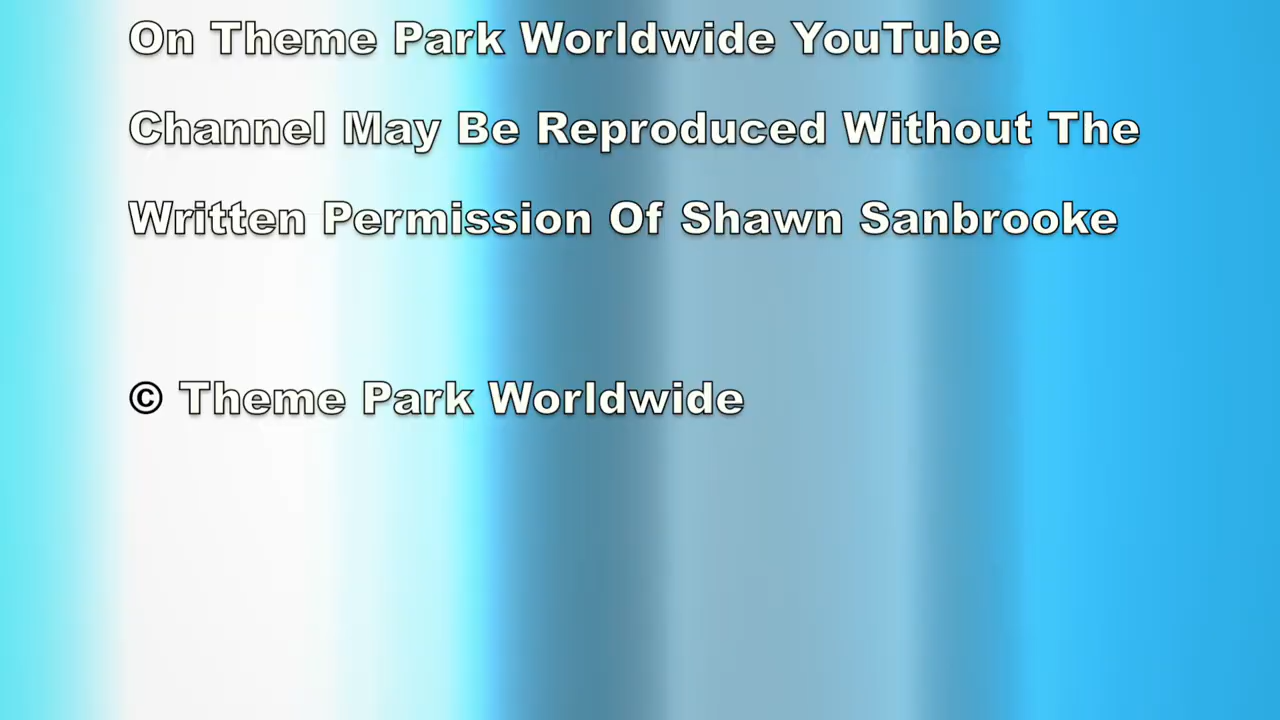 On Theme Park Worldwide YouTube
Channel May Be Reproduced Without The
Written Permission Of Shawn Sanbrooke
© Theme Park Worldwide